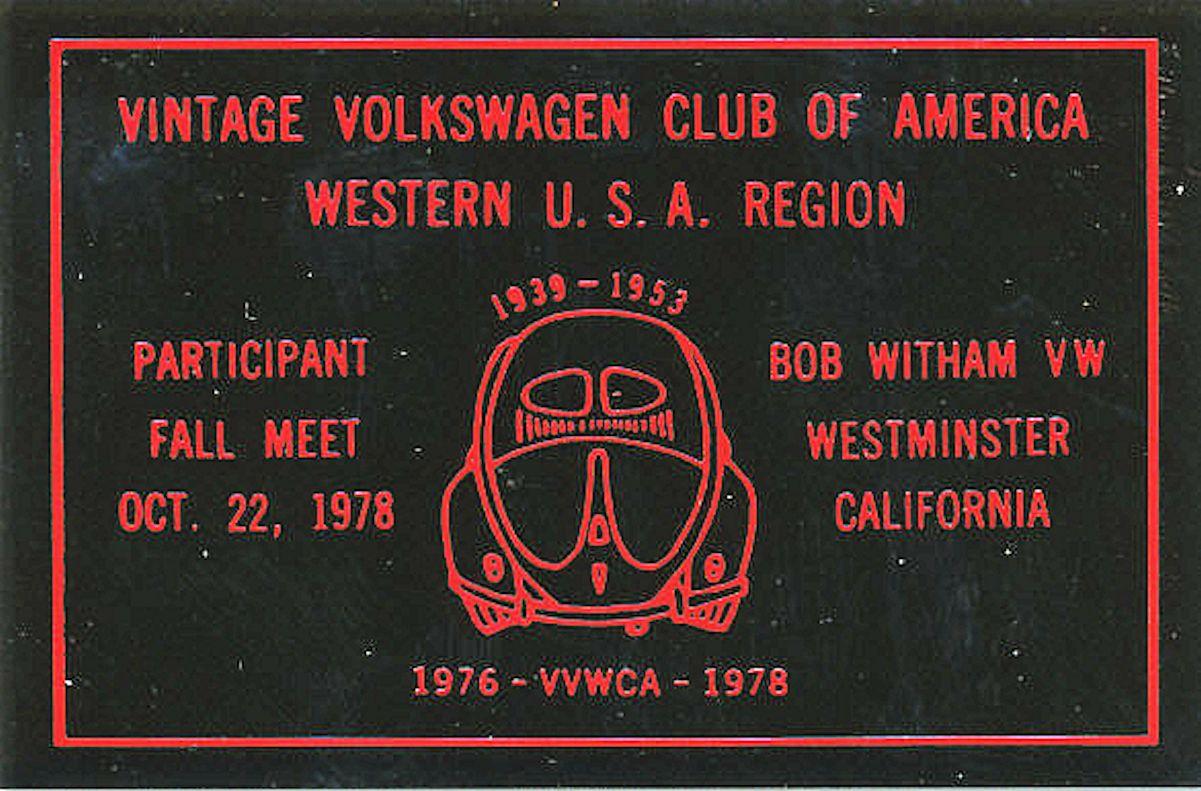 VINTAGE VOLKSWAGEN CLUB OF AMERICA
WESTERN U. S. A. REGION
1939 - 1953
PARTICIPANT
FALL MEET
OCT. 22, 1978
BOB WITHAM VW
WESTMINSTER
CALIFORNIA
1976 - VVWCA - 1978